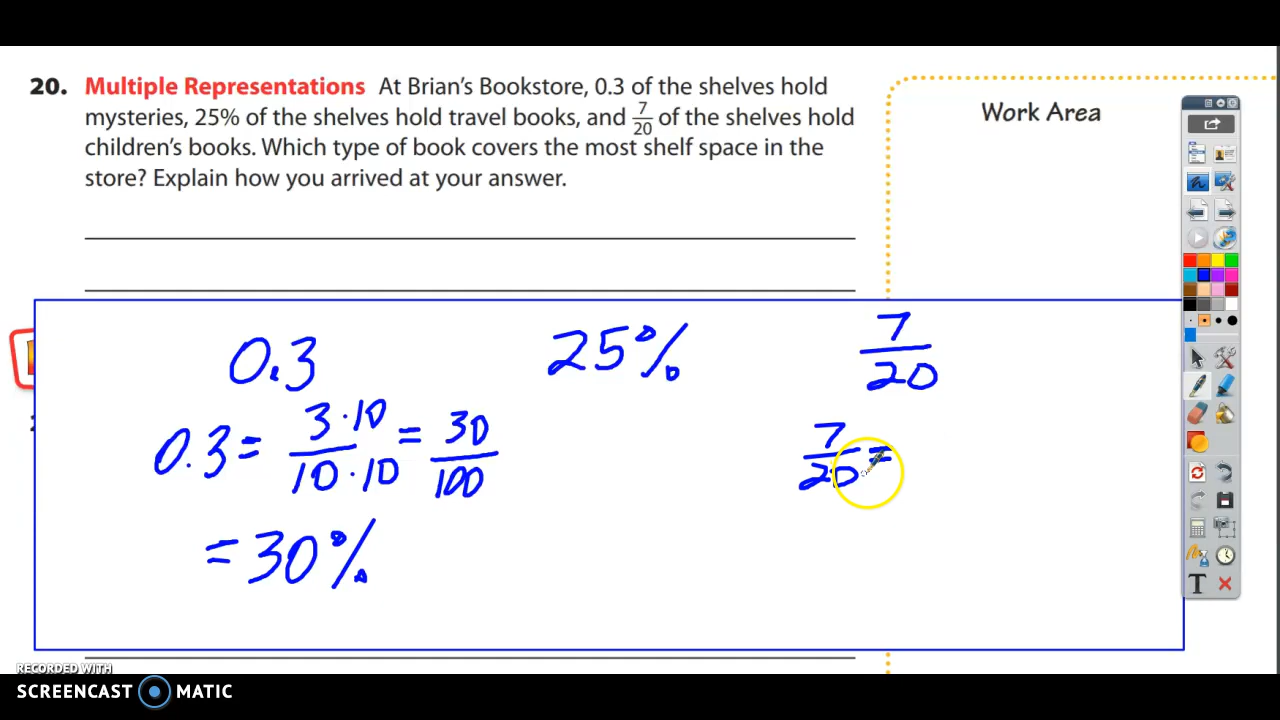 20. Multiple Representations At Brian's Bookstore, 0.3 of the shelves hold
mysteries, 25% of the shelves hold travel books, and 7/20 of the shelves hold
children's books. Which type of book covers the most shelf space in the
store? Explain how you arrived at your answer.
Work Area
0.3 25% 7/20
0.3 = 3·10/10·10 = 30/100 7/20 =
= 30%
RECORDED WITH
SCREENCAST MATIC